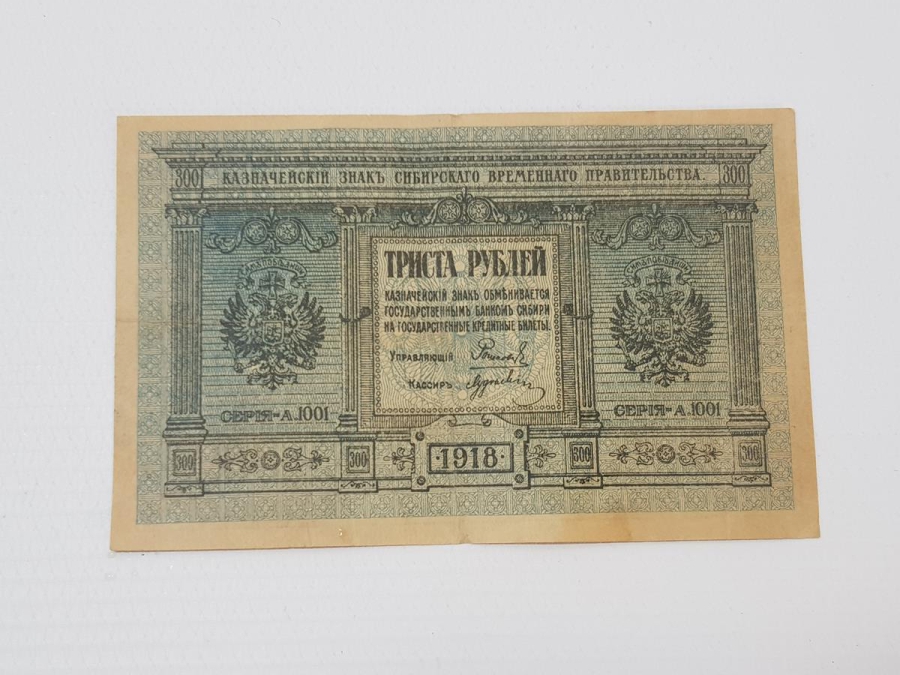 300 КАЗНАЧЕЙСКІЙ ЗНАКЪ СИБИРСКАГО ВРЕМЕННАГО ПРАВИТЕЛЬСТВА. 300
ТРИСТА РУБЛЕЙ
КАЗНАЧЕЙСКІЙ ЗНАКЪ ОБМѢНИВАЕТСЯ
ГОСУДАРСТВЕННЫМЪ БАНКОМЪ СИБИРИ
НА ГОСУДАРСТВЕННЫЕ КРЕДИТНЫЕ БИЛЕТЫ.
УПРАВЛЯЮЩІЙ
КАССИРЪ
СЕРІЯ-А.1001 СЕРІЯ-А.1001
300 300 ·1918· 300 300